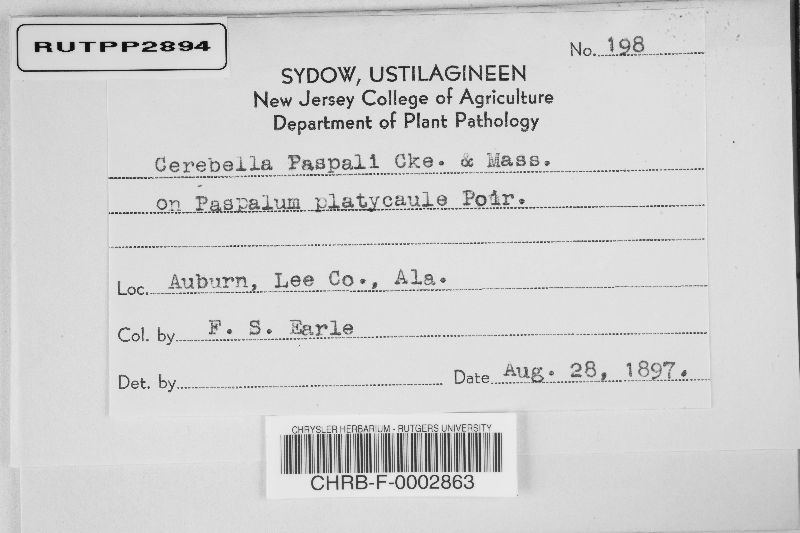 RUTPP2894
No. 198
SYDOW, USTILAGINEEN
New Jersey College of Agriculture
Department of Plant Pathology
Cerebella Paspali Cke. & Mass.
on Paspalum platycaule Poir.
Loc. Auburn, Lee Co., Ala.
Col. by F. S. Earle
Det. by
Date Aug. 28, 1897.
CHRYSLER HERBARIUM - RUTGERS UNIVERSITY
CHRB-F-0002863